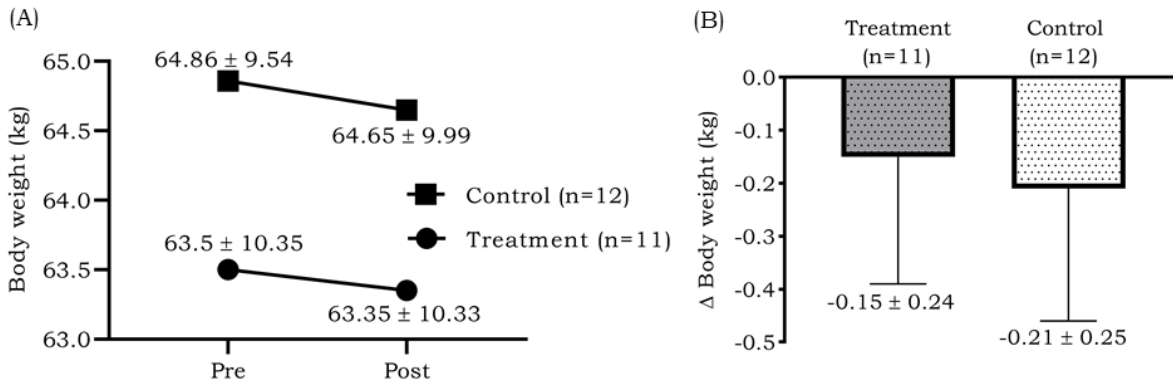 (A)
65.0
64.5
64.0
63.5
63.0
Body weight (kg)
64.86 ± 9.54
64.65 ± 9.99
63.5 ± 10.35
63.35 ± 10.33
Control (n=12)
Treatment (n=11)
Pre
Post
(B)
Treatment
(n=11)
Control
(n=12)
0.0
-0.1
-0.2
-0.3
-0.4
-0.5
Δ Body weight (kg)
-0.15 ± 0.24
-0.21 ± 0.25